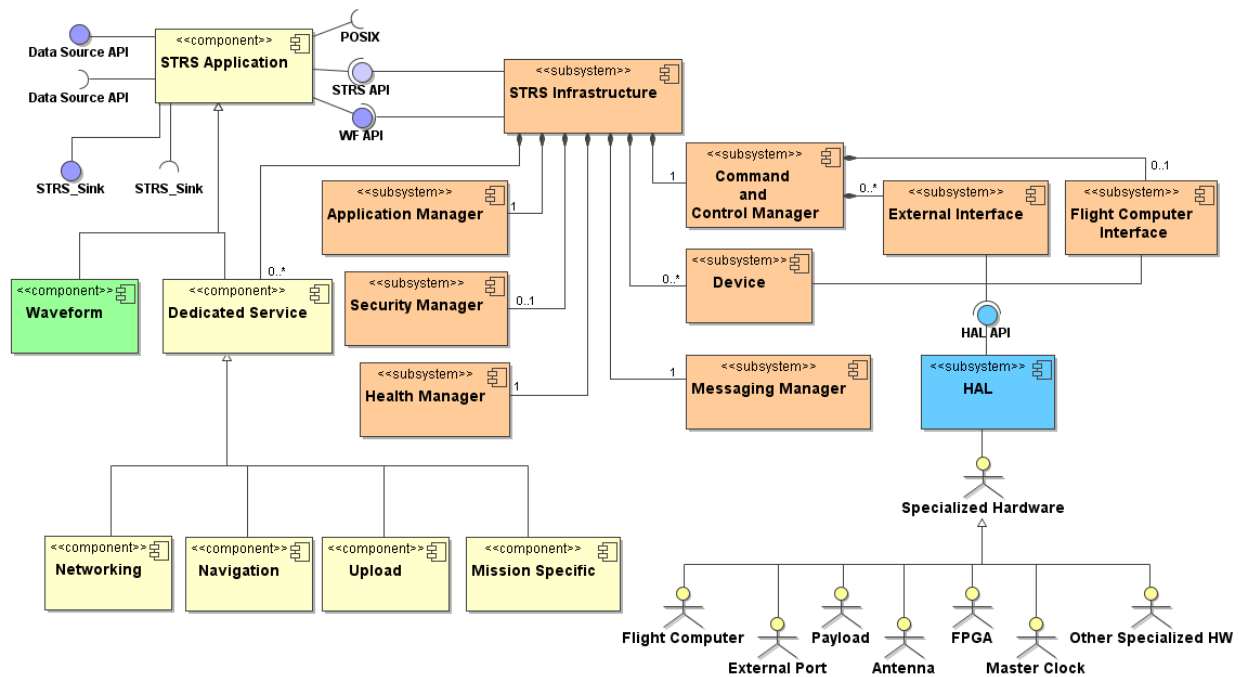 <<component>>
STRS Application
Data Source API
Data Source API
STRS_Sink
STRS_Sink
POSIX
STRS API
WF API
<<subsystem>>
STRS Infrastructure
<<subsystem>>
Application Manager
1
<<subsystem>>
Security Manager
0..1
<<subsystem>>
Health Manager
1
<<subsystem>>
Command
and
Control Manager
1
0..1
0..*
<<subsystem>>
External Interface
<<subsystem>>
Flight Computer
Interface
<<subsystem>>
Device
0..*
<<subsystem>>
Messaging Manager
1
HAL API
<<subsystem>>
HAL
<<component>>
Waveform
0..*
<<component>>
Dedicated Service
<<component>>
Networking
<<component>>
Navigation
<<component>>
Upload
<<component>>
Mission Specific
Specialized Hardware
Flight Computer
External Port
Payload
Antenna
FPGA
Master Clock
Other Specialized HW